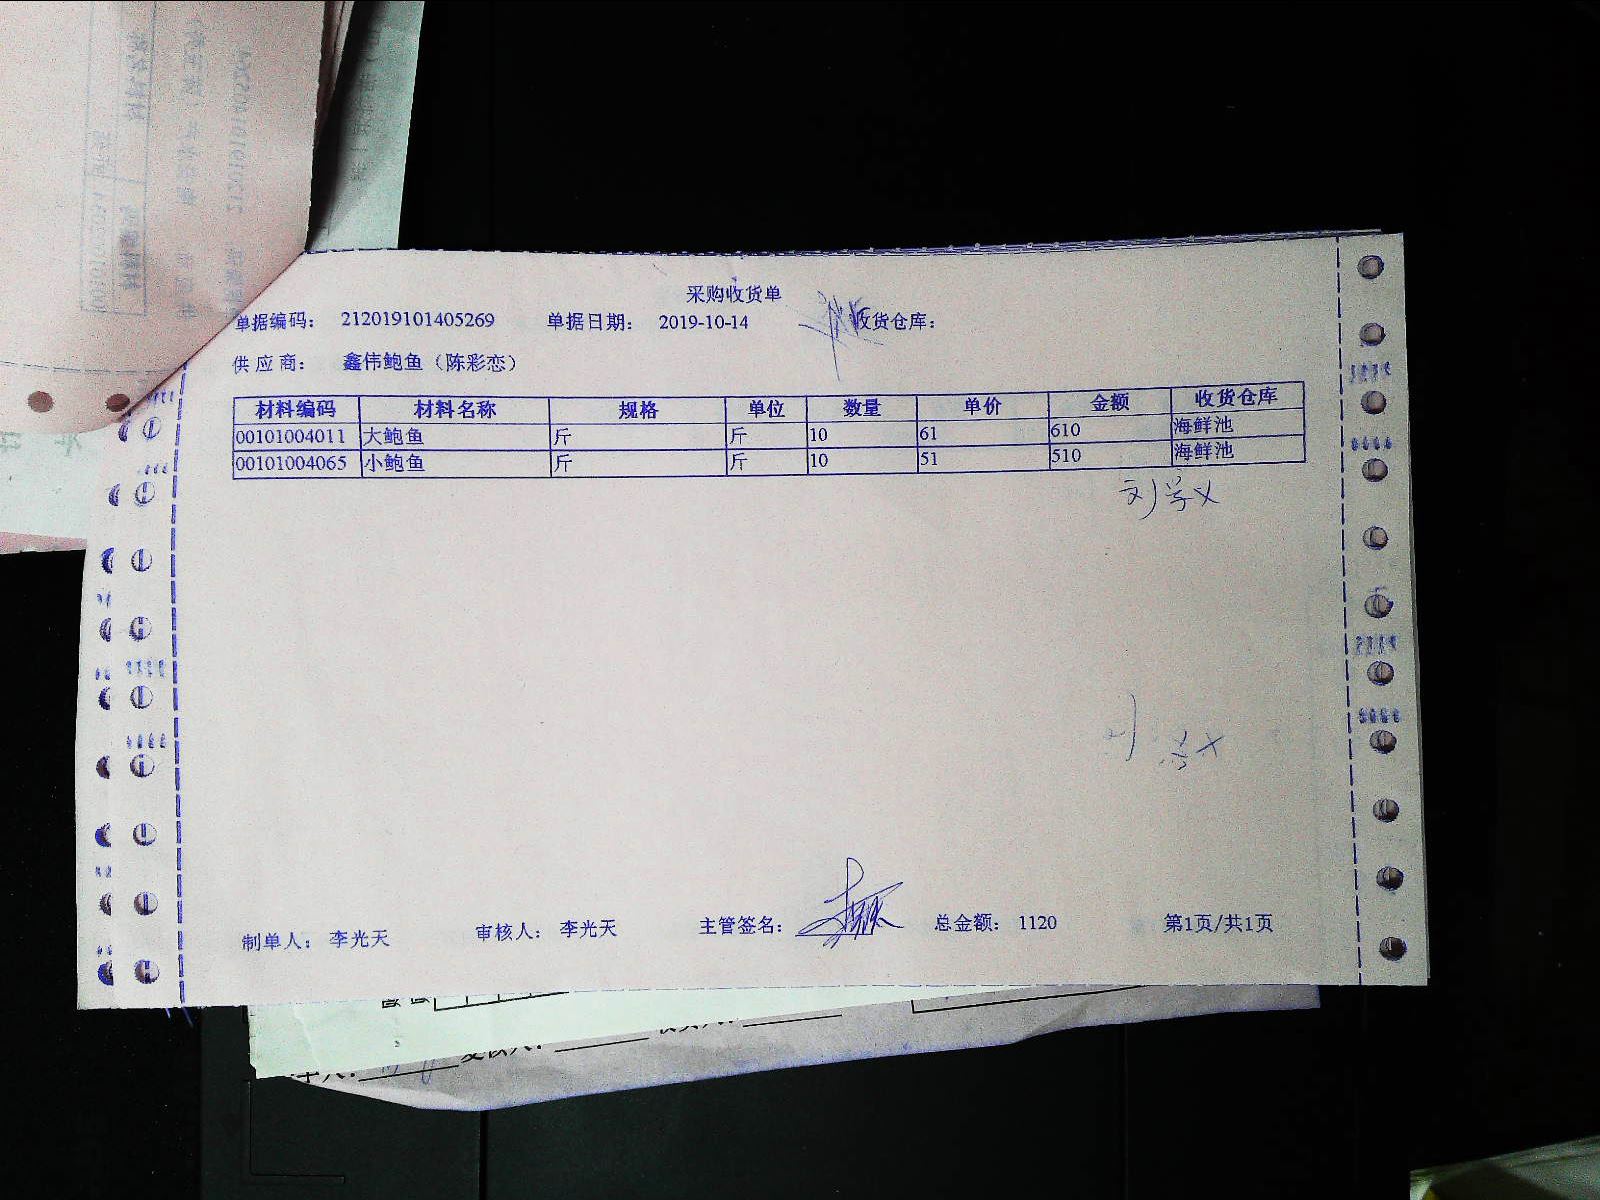 采购收货单
单据编码： 212019101405269 单据日期： 2019-10-14 收货仓库：
供应商： 鑫伟鲍鱼（陈彩恋）
材料编码 材料名称 规格 单位 数量 单价 金额 收货仓库
00101004011 大鲍鱼 斤 斤 10 61 610 海鲜池
00101004065 小鲍鱼 斤 斤 10 51 510 海鲜池
刘学义
制单人： 李光天 审核人： 李光天 主管签名： 总金额： 1120 第1页/共1页